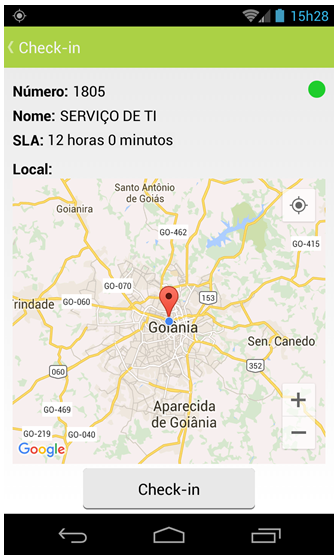 15h28
Check-in
Número: 1805
Nome: SERVIÇO DE TI
SLA: 12 horas 0 minutos
Local:
Santo Antônio
de Goiás
Goianira
GO-462
GO-415
GO-070
rindade
GO-060
153
Goiânia
Sen. Canedo
060
352
GO-469
Aparecida
de Goiânia
GO-219
GO-040
+
−
Google
Check-in